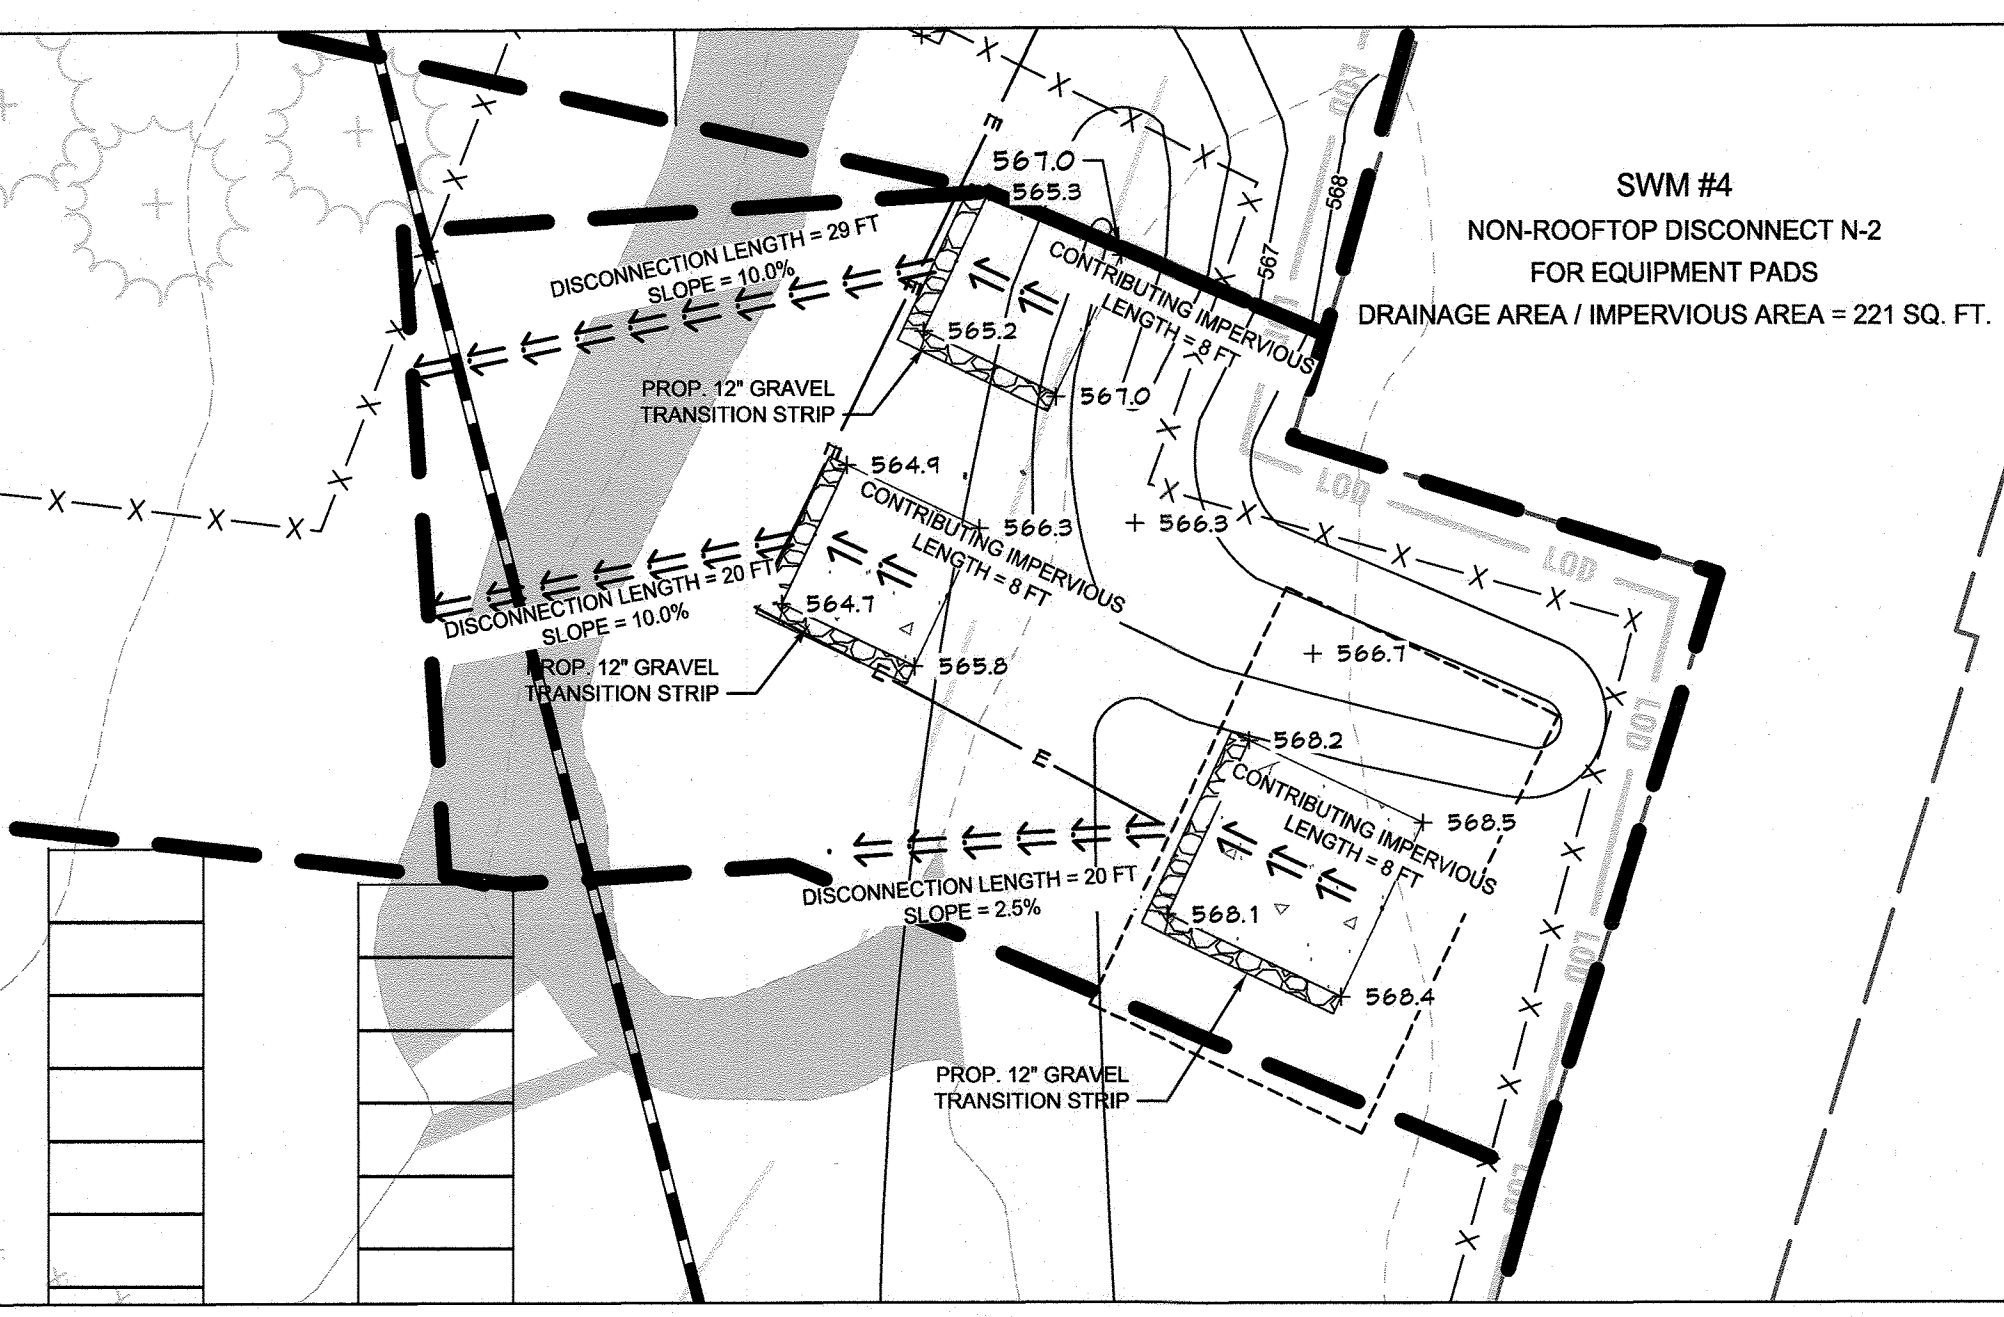 SWM #4
NON-ROOFTOP DISCONNECT N-2
FOR EQUIPMENT PADS
DRAINAGE AREA / IMPERVIOUS AREA = 221 SQ. FT.
LOD
568
567
E
567.0
565.3
DISCONNECTION LENGTH = 29 FT
SLOPE = 10.0%
CONTRIBUTING IMPERVIOUS
LENGTH = 8 FT
565.2
PROP. 12" GRAVEL
TRANSITION STRIP
567.0
E
564.9
CONTRIBUTING IMPERVIOUS
LENGTH = 8 FT
566.3
566.3
LOD
LOD
DISCONNECTION LENGTH = 20 FT
SLOPE = 10.0%
564.7
PROP. 12" GRAVEL
TRANSITION STRIP
565.8
E
566.7
LOD
E
568.2
CONTRIBUTING IMPERVIOUS
LENGTH = 8 FT
568.5
DISCONNECTION LENGTH = 20 FT
SLOPE = 2.5%
568.1
LOD
568.4
PROP. 12" GRAVEL
TRANSITION STRIP
LOD